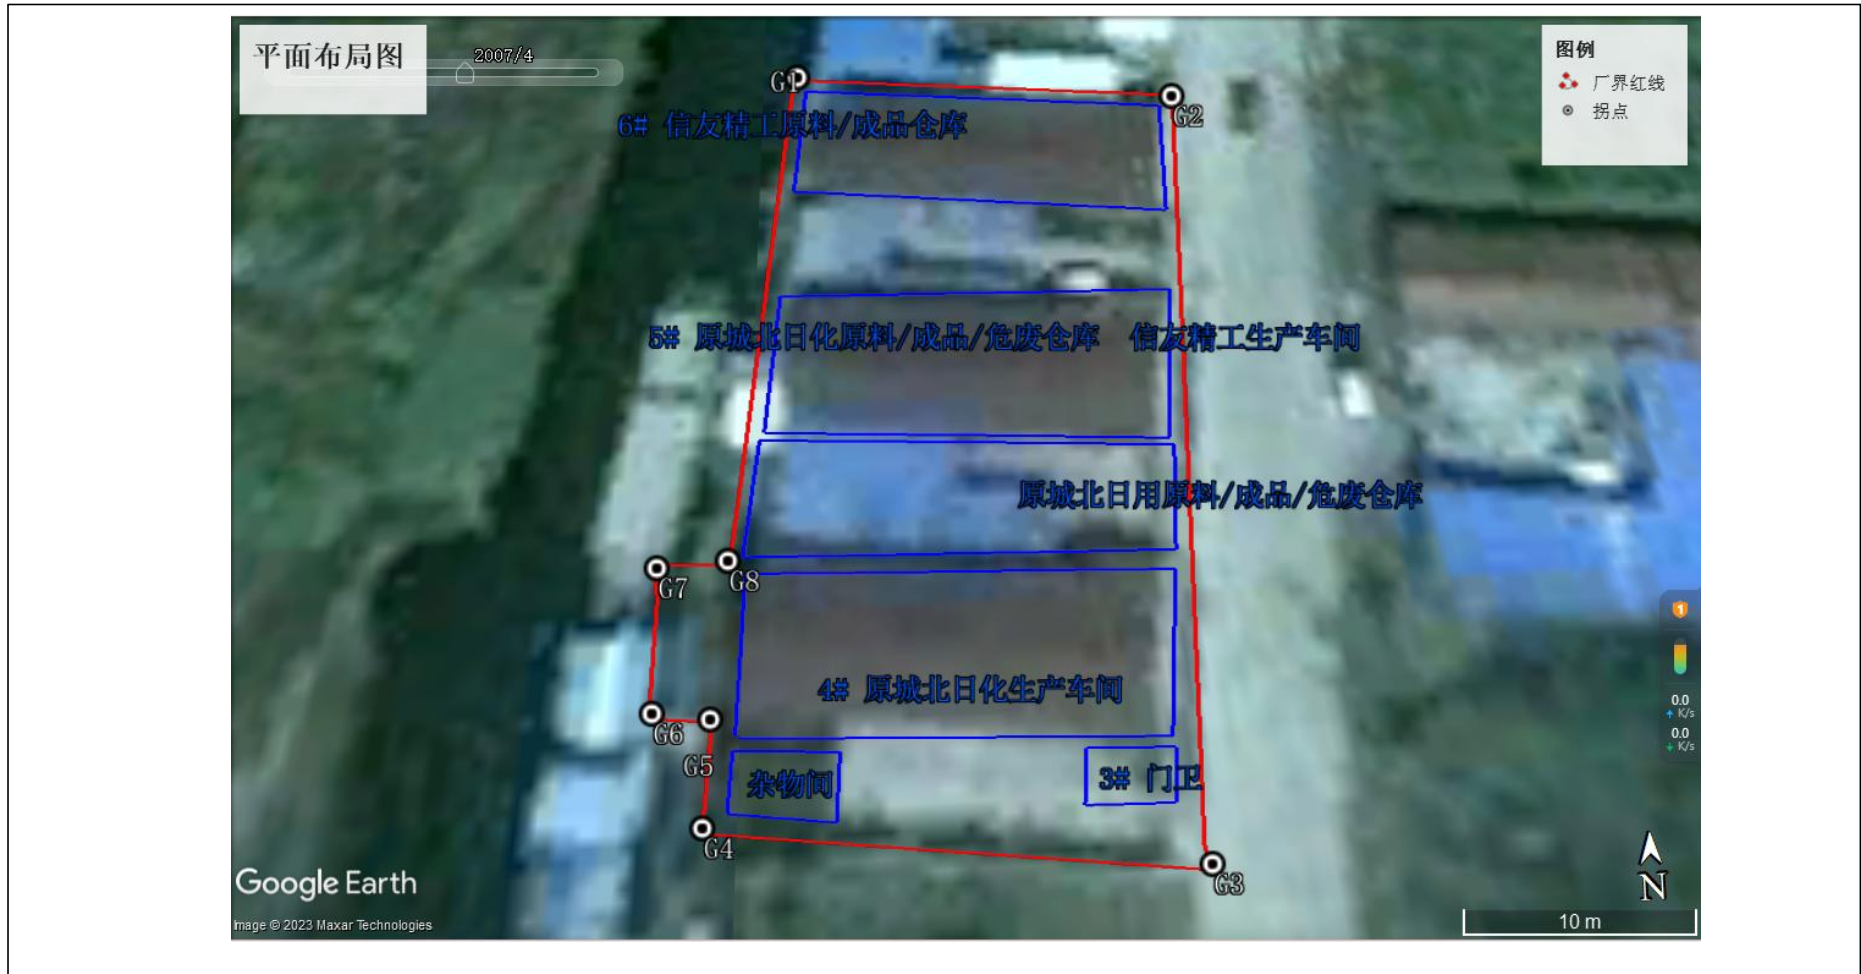 平面布局图
2007/4
图例
厂界红线
拐点
G1
G2
6# 信友精工原料/成品仓库
5# 原城北日化原料/成品/危废仓库 信友精工生产车间
原城北日用原料/成品/危废仓库
G7
G8
4# 原城北日化生产车间
G6
G5
杂物间
3# 门卫
G4
G3
1
0.0
K/s
0.0
K/s
N
10 m
Google Earth
Image © 2023 Maxar Technologies